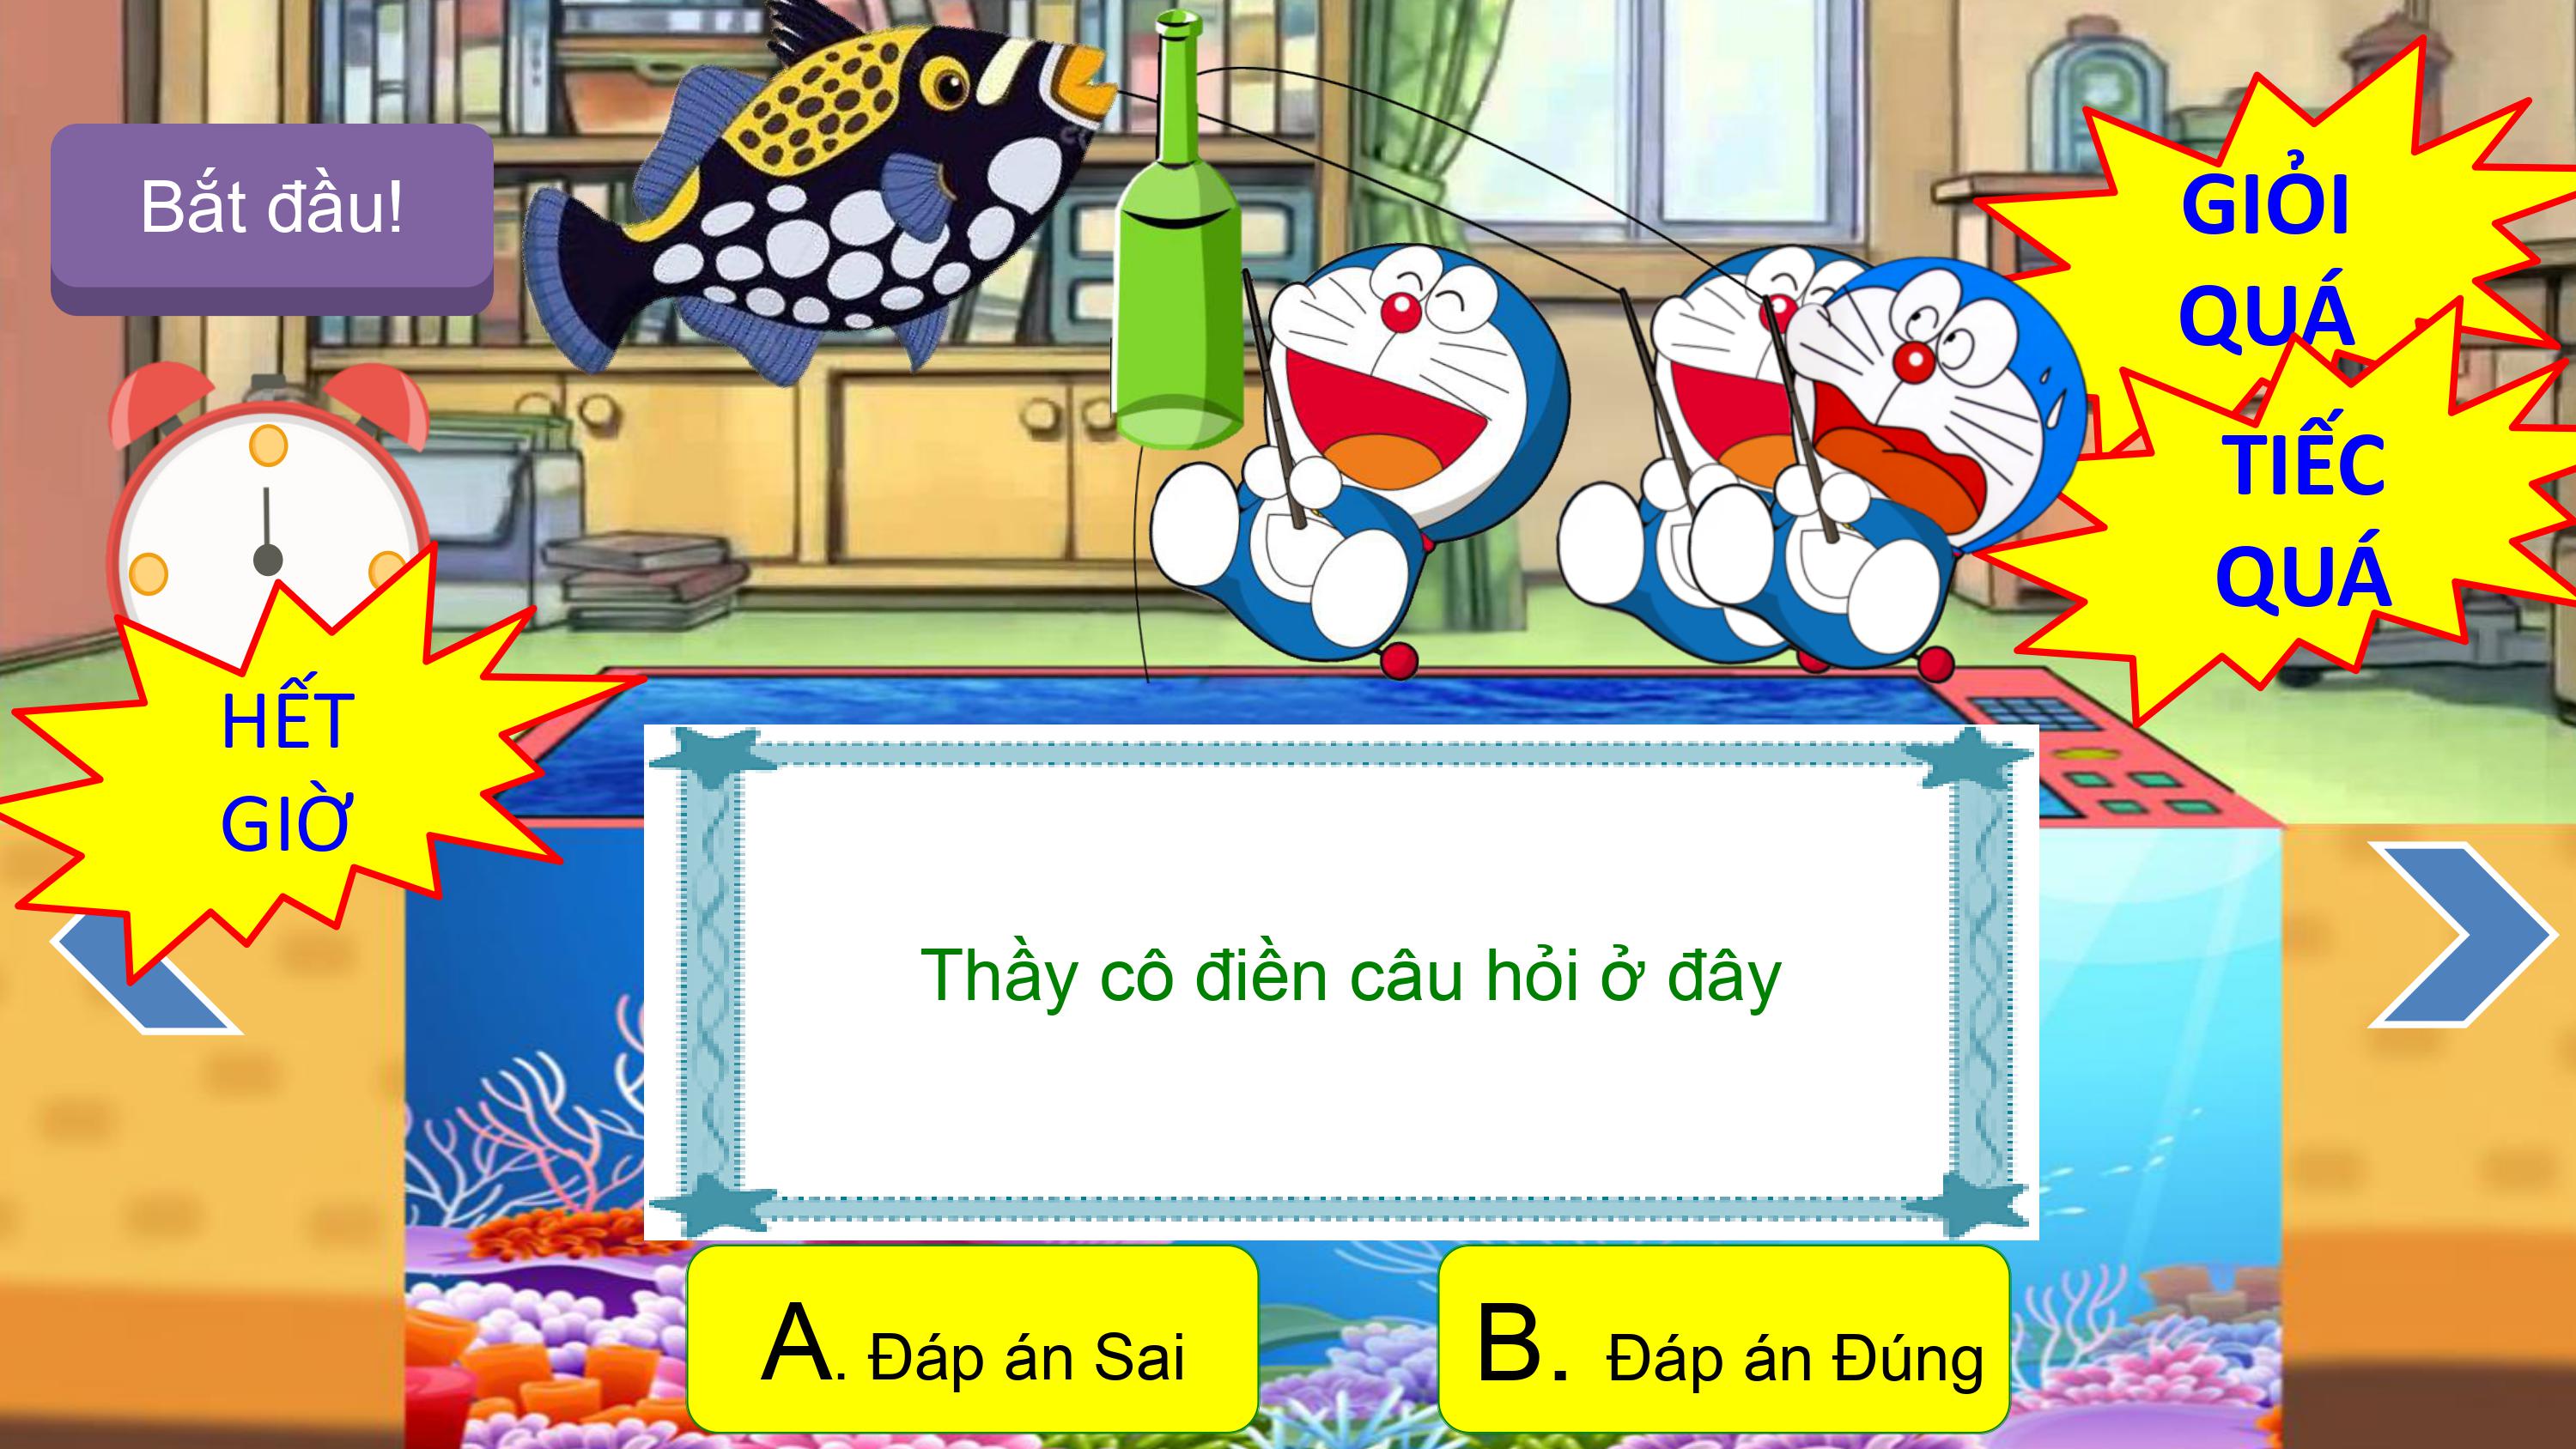 Bắt đầu!
GIỎI
QUÁ
TIẾC
QUÁ
HẾT
GIỜ
Thầy cô điền câu hỏi ở đây
A. Đáp án Sai
B. Đáp án Đúng